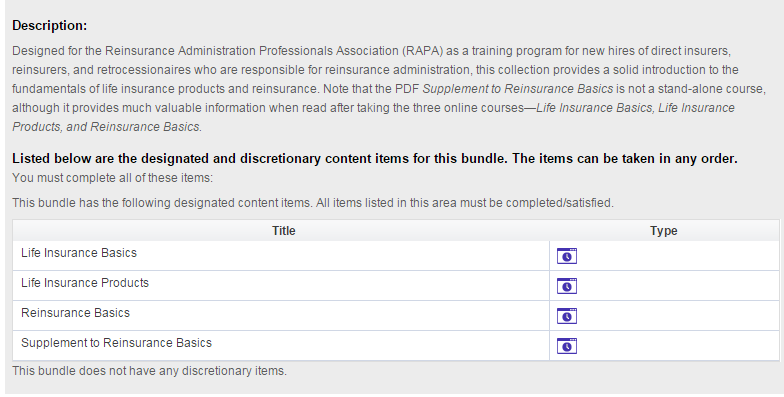 Description:
Designed for the Reinsurance Administration Professionals Association (RAPA) as a training program for new hires of direct insurers,
reinsurers, and retrocessionaires who are responsible for reinsurance administration, this collection provides a solid introduction to the
fundamentals of life insurance products and reinsurance. Note that the PDF Supplement to Reinsurance Basics is not a stand-alone course,
although it provides much valuable information when read after taking the three online courses—Life Insurance Basics, Life Insurance
Products, and Reinsurance Basics.
Listed below are the designated and discretionary content items for this bundle. The items can be taken in any order.
You must complete all of these items:
This bundle has the following designated content items. All items listed in this area must be completed/satisfied.
Title Type
Life Insurance Basics
Life Insurance Products
Reinsurance Basics
Supplement to Reinsurance Basics
This bundle does not have any discretionary items.